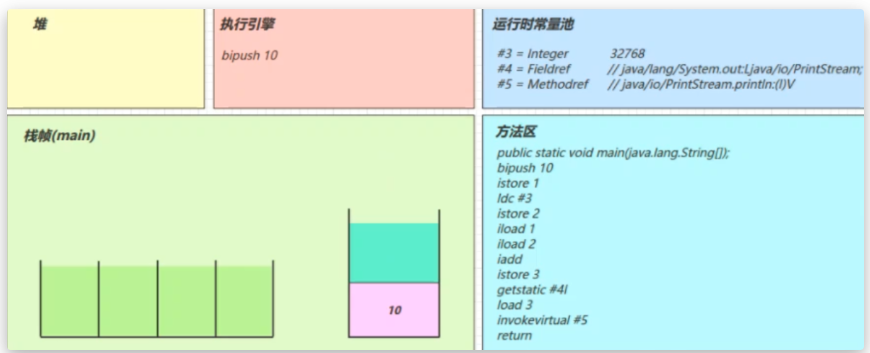 堆
执行引擎
bipush 10
运行时常量池
#3 = Integer 32768
#4 = Fieldref // java/lang/System.out:Ljava/io/PrintStream;
#5 = Methodref // java/io/PrintStream.println:(I)V
栈帧(main)
10
方法区
public static void main(java.lang.String[]);
bipush 10
istore 1
ldc #3
istore 2
iload 1
iload 2
iadd
istore 3
getstatic #4I
load 3
invokevirtual #5
return